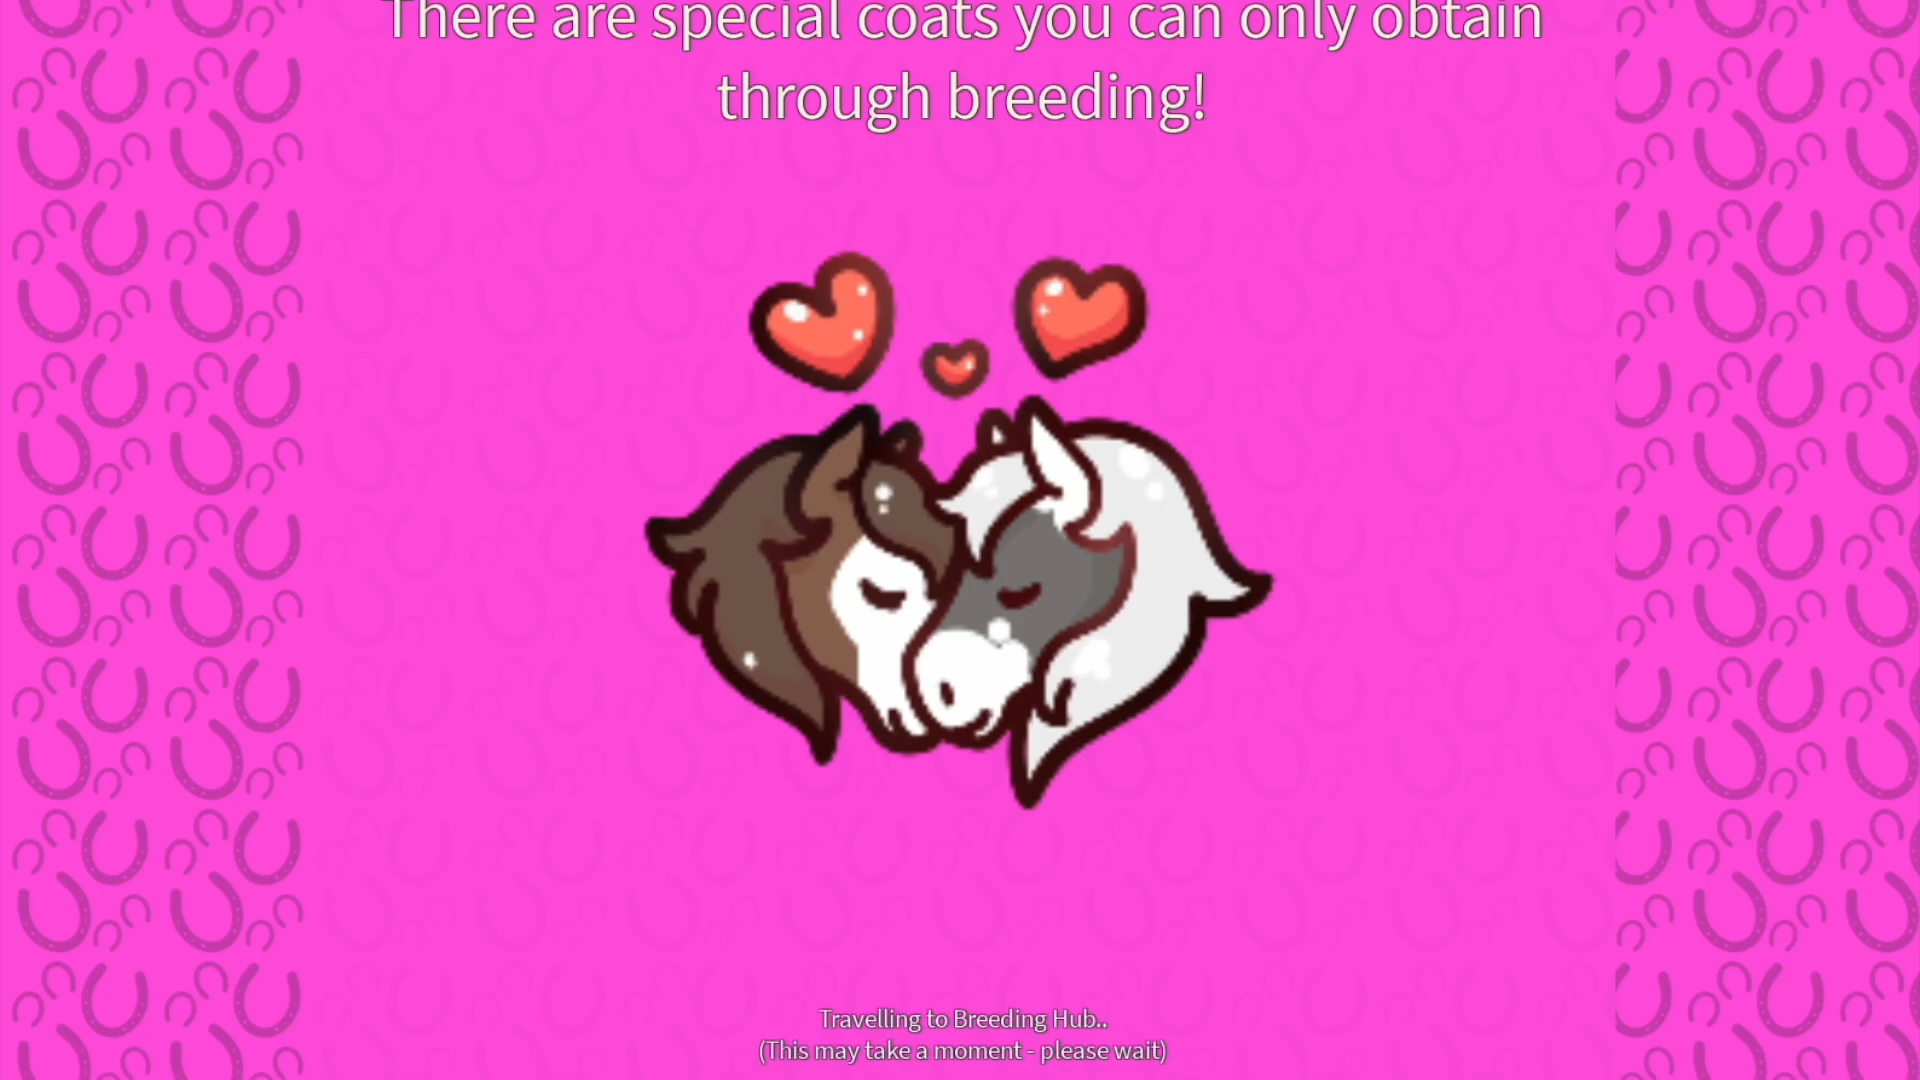 There are special coats you can only obtain
through breeding!
Travelling to Breeding Hub..
(This may take a moment - please wait)